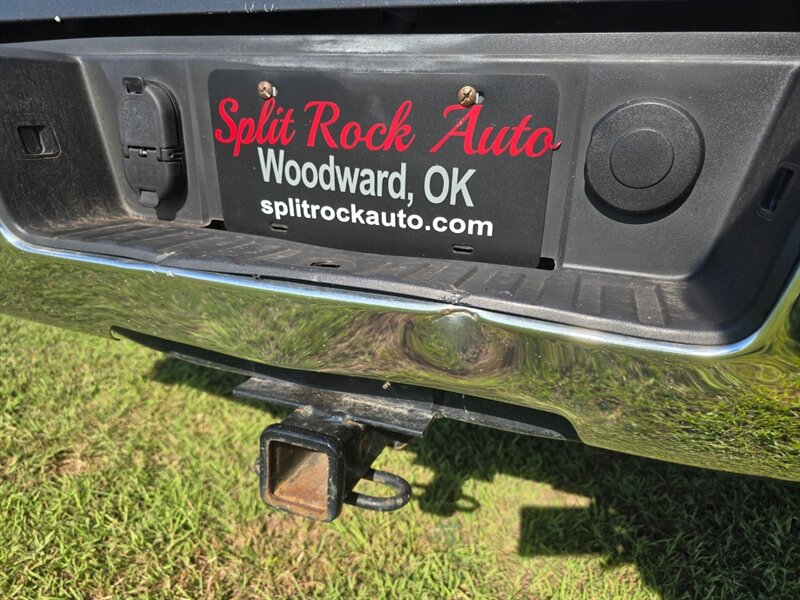 Split Rock Auto
Woodward, OK
splitrockauto.com